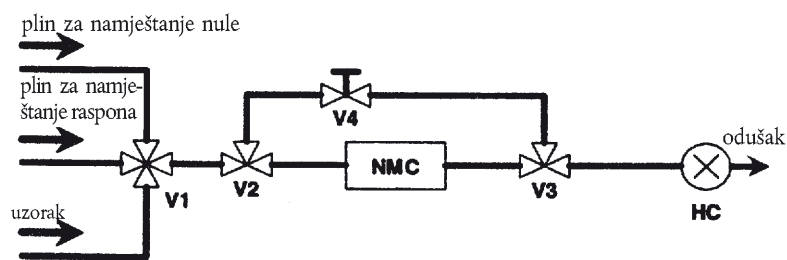 plin za namještanje nule
plin za namje-
štanje raspona
uzorak
V1
V2
V4
NMC
V3
HC
odušak